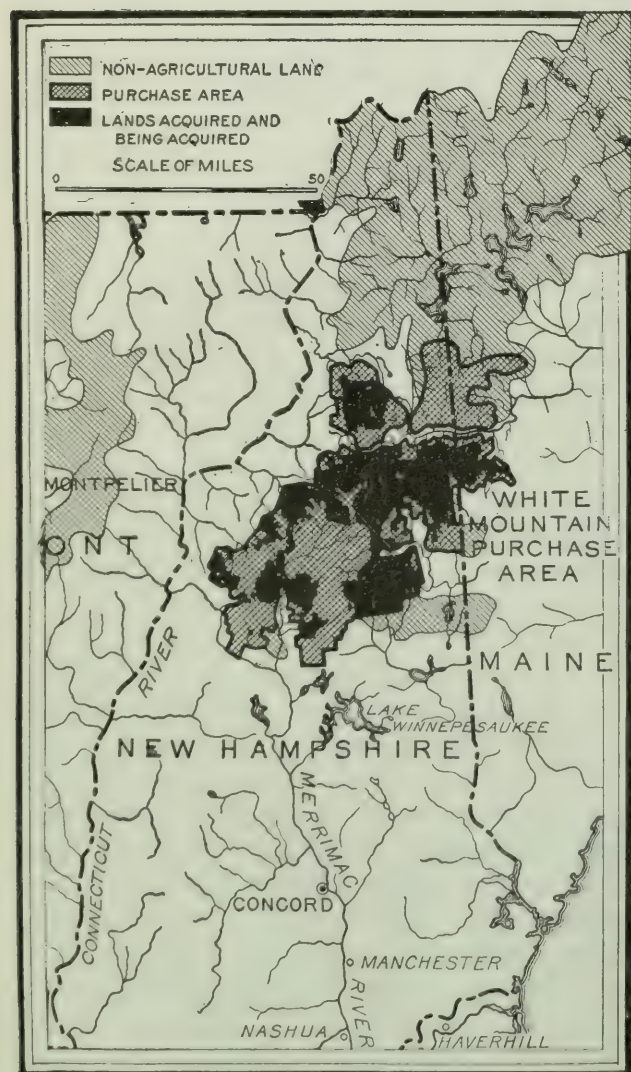 NON-AGRICULTURAL LAND
PURCHASE AREA
LANDS ACQUIRED AND
BEING ACQUIRED
SCALE OF MILES
0 50
MONTPELIER
WHITE
MOUNTAIN
PURCHASE
AREA
ONT
RIVER
MAINE
LAKE
WINNEPESAUKEE
NEW HAMPSHIRE
MERRIMAC
CONNECTICUT
CONCORD
MANCHESTER
RIVER
NASHUA
HAVERHILL